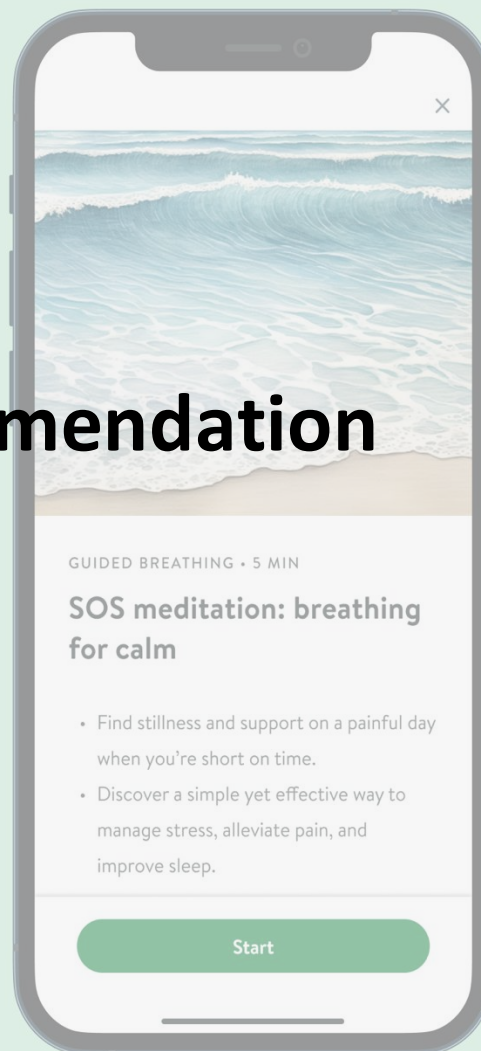 mendation
GUIDED BREATHING • 5 MIN
SOS meditation: breathing
for calm
• Find stillness and support on a painful day
when you’re short on time.
• Discover a simple yet effective way to
manage stress, alleviate pain, and
improve sleep.
Start